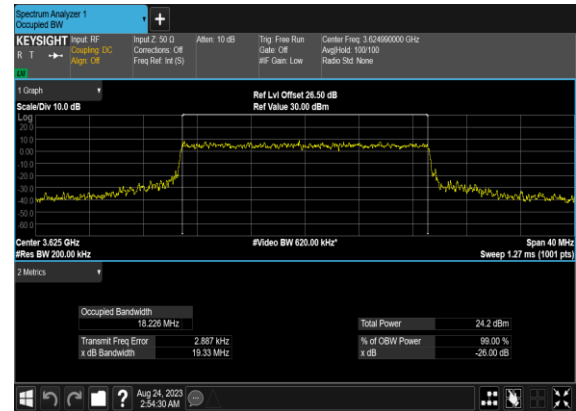 Spectrum Analyzer 1
Occupied BW
+
KEYSIGHT
R T
LXI
Input: RF
Coupling: DC
Align: Off
Input Z: 50 Ω
Corrections: Off
Freq Ref: Int (S)
Atten: 10 dB
Trig: Free Run
Gate: Off
#IF Gain: Low
Center Freq: 3.624990000 GHz
Avg|Hold: 100/100
Radio Std: None
1 Graph
Scale/Div 10.0 dB
Ref Lvl Offset 26.50 dB
Ref Value 30.00 dBm
Log
20.0
10.0
0.00
-10.0
-20.0
-30.0
-40.0
-50.0
-60.0
Center 3.625 GHz
#Video BW 620.00 kHz*
Span 40 MHz
#Res BW 200.00 kHz
Sweep 1.27 ms (1001 pts)
2 Metrics
Occupied Bandwidth
18.226 MHz
Total Power 24.2 dBm
Transmit Freq Error 2.887 kHz
% of OBW Power 99.00 %
x dB Bandwidth 19.33 MHz
x dB -26.00 dB
?
Aug 24, 2023
2:54:30 AM